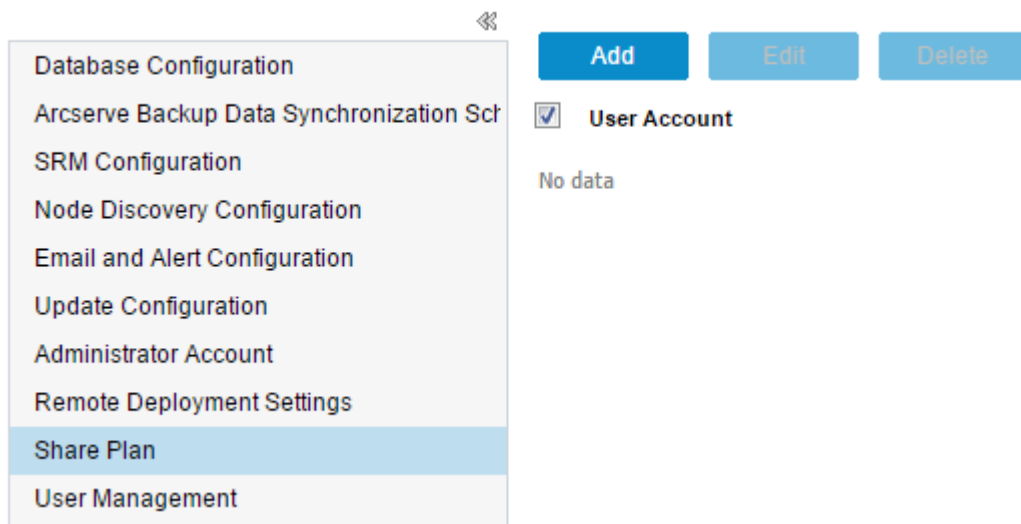 Database Configuration
Arcserve Backup Data Synchronization Sch
SRM Configuration
Node Discovery Configuration
Email and Alert Configuration
Update Configuration
Administrator Account
Remote Deployment Settings
Share Plan
User Management
Add Edit Delete
User Account
No data